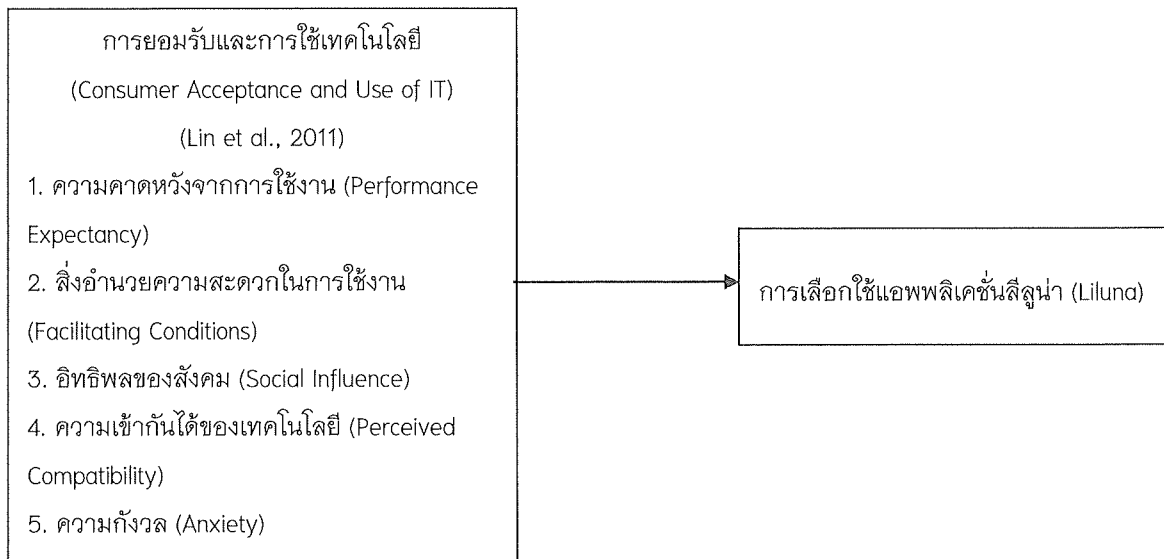 การยอมรับและการใช้เทคโนโลยี
(Consumer Acceptance and Use of IT)
(Lin et al., 2011)
1. ความคาดหวังจากการใช้งาน (Performance
Expectancy)
2. สิ่งอำนวยความสะดวกในการใช้งาน
(Facilitating Conditions)
3. อิทธิพลของสังคม (Social Influence)
4. ความเข้ากันได้ของเทคโนโลยี (Perceived
Compatibility)
5. ความกังวล (Anxiety)
การเลือกใช้แอพพลิเคชั่นลีลูน่า (Liluna)